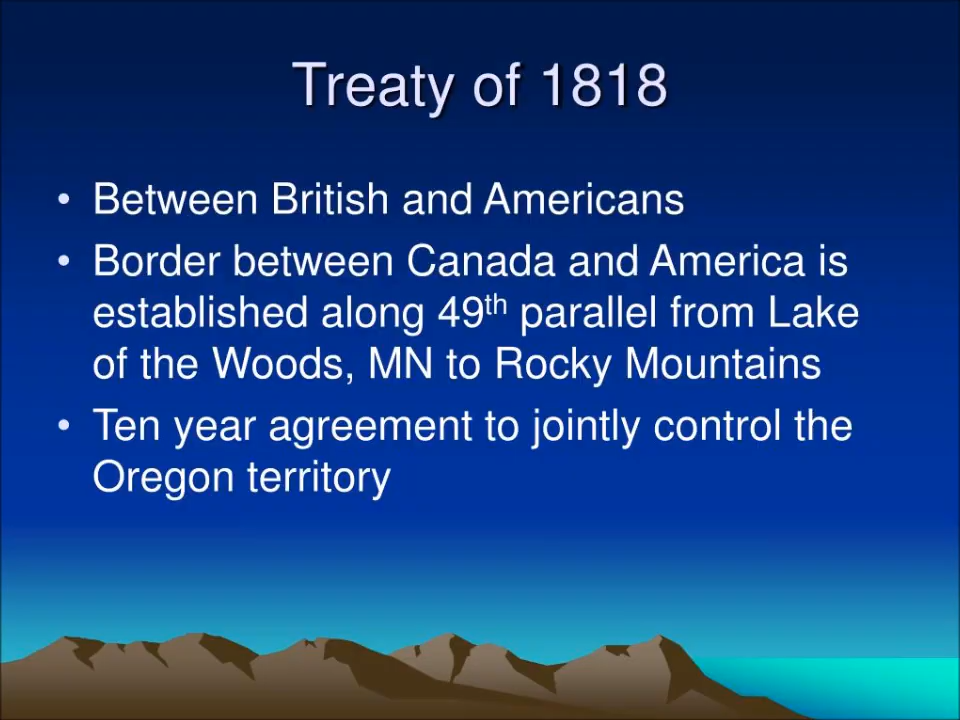 Treaty of 1818
• Between British and Americans
• Border between Canada and America is
established along 49th parallel from Lake
of the Woods, MN to Rocky Mountains
• Ten year agreement to jointly control the
Oregon territory